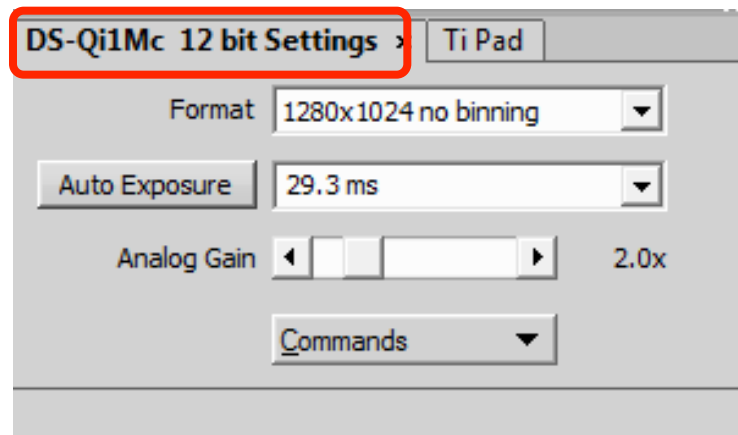 DS-Qi1Mc 12 bit Settings × Ti Pad
Format 1280x1024 no binning
Auto Exposure 29.3 ms
Analog Gain 2.0x
Commands